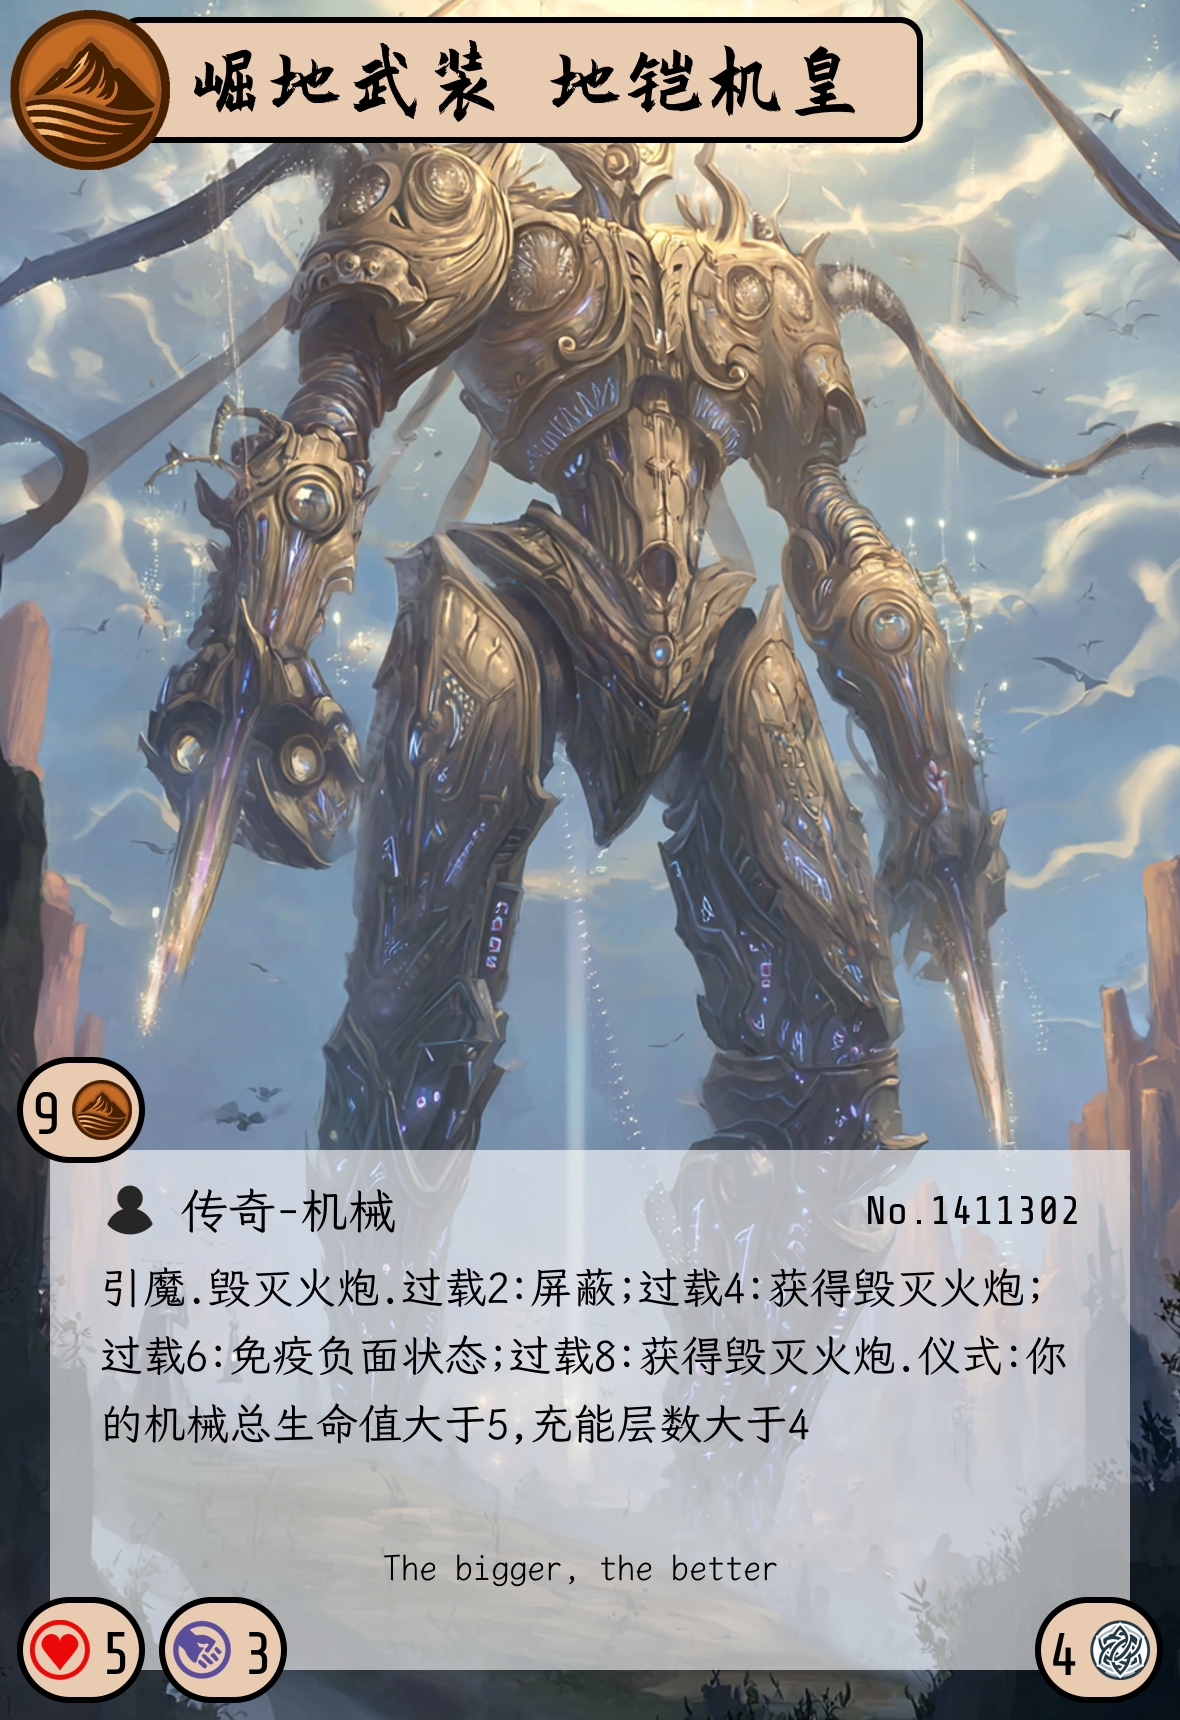 崛地武装 地铠机皇
9
传奇-机械
No.1411302
引魔.毁灭火炮.过载2:屏蔽;过载4:获得毁灭火炮;
过载6:免疫负面状态;过载8:获得毁灭火炮.仪式:你
的机械总生命值大于5,充能层数大于4
The bigger, the better
5
3
4